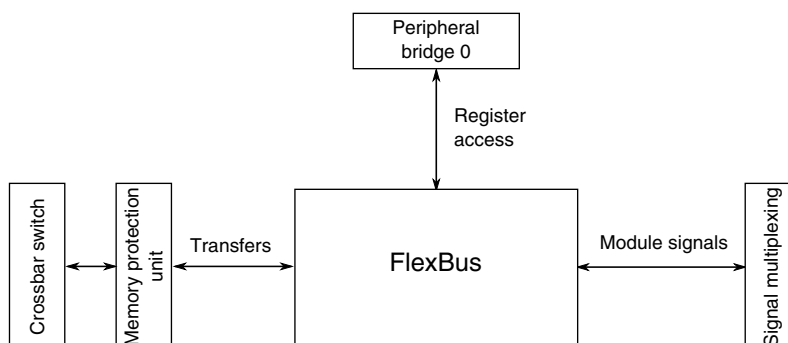 Peripheral
bridge 0
Register
access
Crossbar switch
Memory protection
unit
Transfers
FlexBus
Module signals
Signal multiplexing